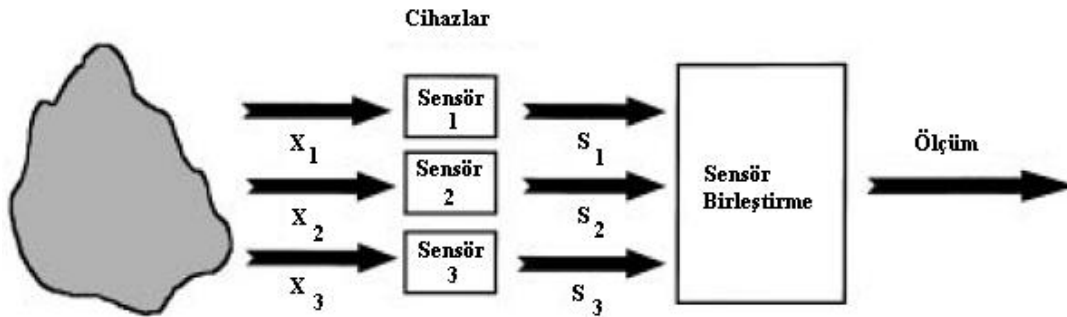 Cihazlar
Sensör
1
X1
S1
Sensör
2
X2
S2
Sensör
3
X3
S3
Sensör
Birleştirme
Ölçüm